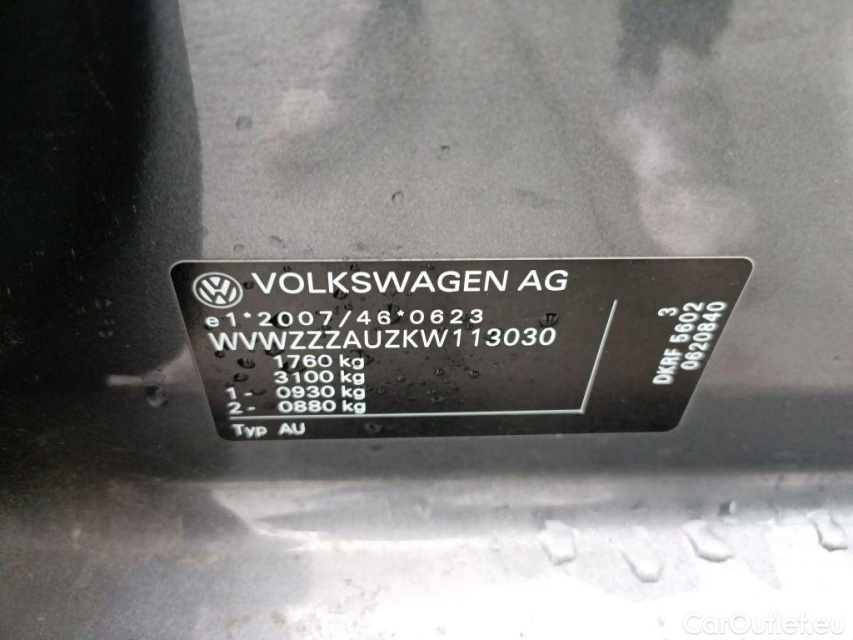 VOLKSWAGEN AG
e1*2007/46*0623
WVWZZZAUZKW113030
1760 kg
3100 kg
1- 0930 kg
2- 0880 kg
Typ AU
3
DKRF 5602
0620840
CarOutlet.eu